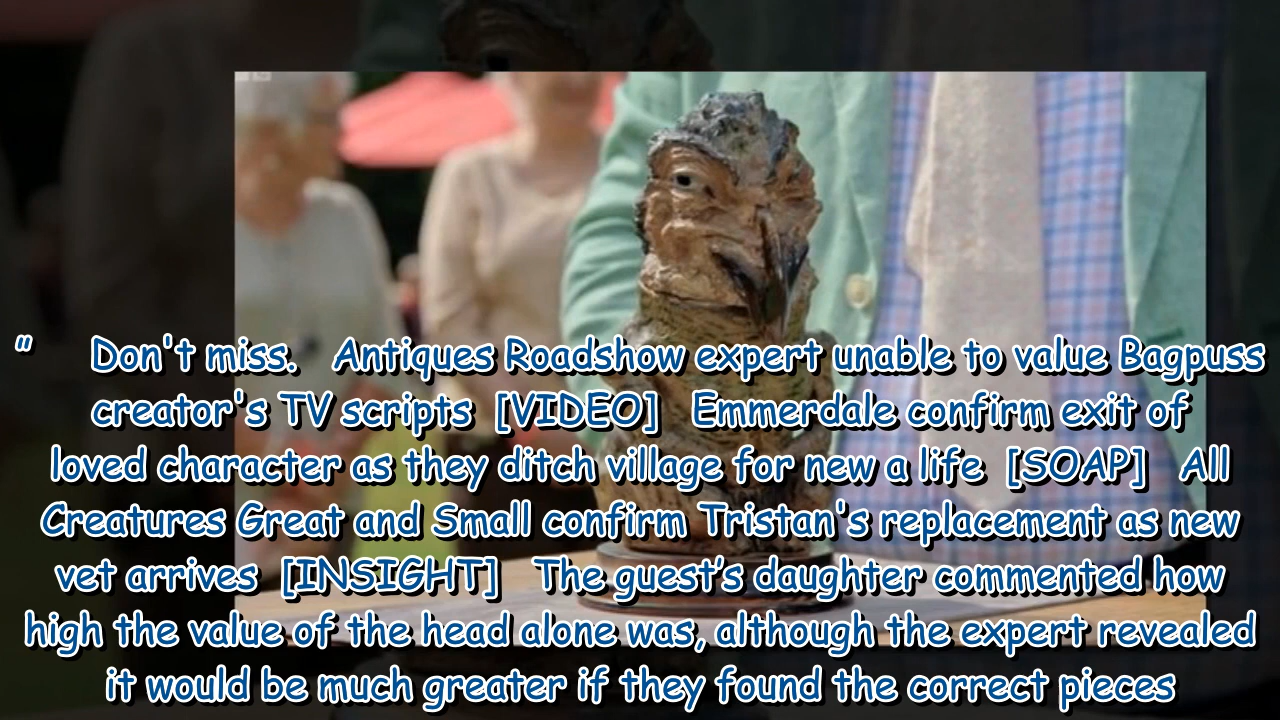 ”      Don't miss.   Antiques Roadshow expert unable to value Bagpuss
creator's TV scripts  [VIDEO]   Emmerdale confirm exit of
loved character as they ditch village for new a life  [SOAP]   All
Creatures Great and Small confirm Tristan's replacement as new
vet arrives  [INSIGHT]   The guest’s daughter commented how
high the value of the head alone was, although the expert revealed
it would be much greater if they found the correct pieces